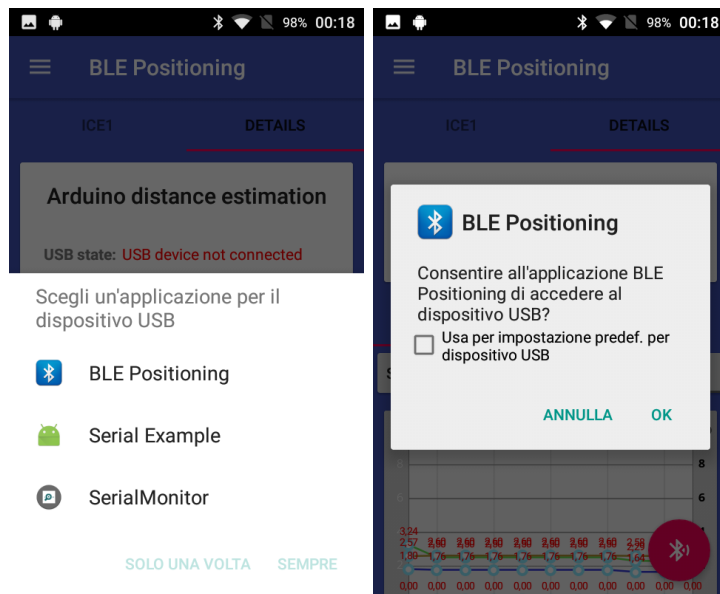 98% 00:18
BLE Positioning
ICE1 DETAILS
Arduino distance estimation
USB state: USB device not connected
Scegli un'applicazione per il
dispositivo USB
BLE Positioning
Serial Example
SerialMonitor
SOLO UNA VOLTA SEMPRE
98% 00:18
BLE Positioning
ICE1 DETAILS
BLE Positioning
Consentire all'applicazione BLE
Positioning di accedere al
dispositivo USB?
Usa per impostazione predef. per
dispositivo USB
ANNULLA OK
8
6 6
3,24
2,57 2,60 2,60 2,60 2,60 2,60 2,60 2,60 2,58
1,80 1,76 1,76 1,76 1,76 1,76 1,76 1,76 1,64
0,00 0,00 0,00 0,00 0,00 0,00 0,00 0,00 0,00 0,00 0,00